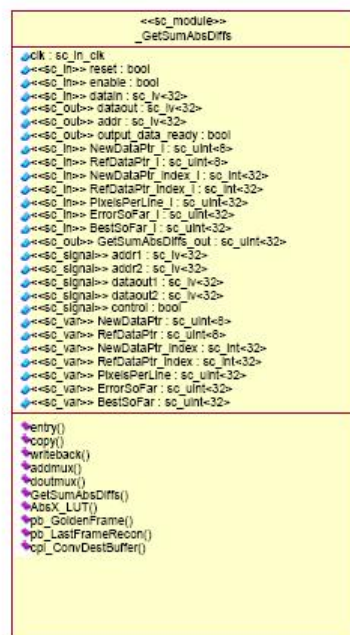 <<sc_module>>
_GetSumAbsDiffs
clk : sc_in_clk
<<sc_in>> reset : bool
<<sc_in>> enable : bool
<<sc_in>> datain : sc_lv<32>
<<sc_out>> dataout : sc_lv<32>
<<sc_out>> addr : sc_lv<32>
<<sc_out>> output_data_ready : bool
<<sc_in>> NewDataPtr_i : sc_uint<8>
<<sc_in>> RefDataPtr_i : sc_uint<8>
<<sc_in>> NewDataPtr_index_i : sc_int<32>
<<sc_in>> RefDataPtr_index_i : sc_int<32>
<<sc_in>> PixelsPerLine_i : sc_uint<32>
<<sc_in>> ErrorSoFar_i : sc_uint<32>
<<sc_in>> BestSoFar_i : sc_uint<32>
<<sc_out>> GetSumAbsDiffs_out : sc_uint<32>
<<sc_signal>> addr1 : sc_lv<32>
<<sc_signal>> addr2 : sc_lv<32>
<<sc_signal>> dataout1 : sc_lv<32>
<<sc_signal>> dataout2 : sc_lv<32>
<<sc_signal>> control : bool
<<sc_var>> NewDataPtr : sc_uint<8>
<<sc_var>> RefDataPtr : sc_uint<8>
<<sc_var>> NewDataPtr_index : sc_int<32>
<<sc_var>> RefDataPtr_index : sc_int<32>
<<sc_var>> PixelsPerLine : sc_uint<32>
<<sc_var>> ErrorSoFar : sc_uint<32>
<<sc_var>> BestSoFar : sc_uint<32>
entry()
copy()
writeback()
addmux()
doutmux()
GetSumAbsDiffs()
AbsX_LUT()
pb_GoldenFrame()
pb_LastFrameRecon()
cpi_ConvDestBuffer()